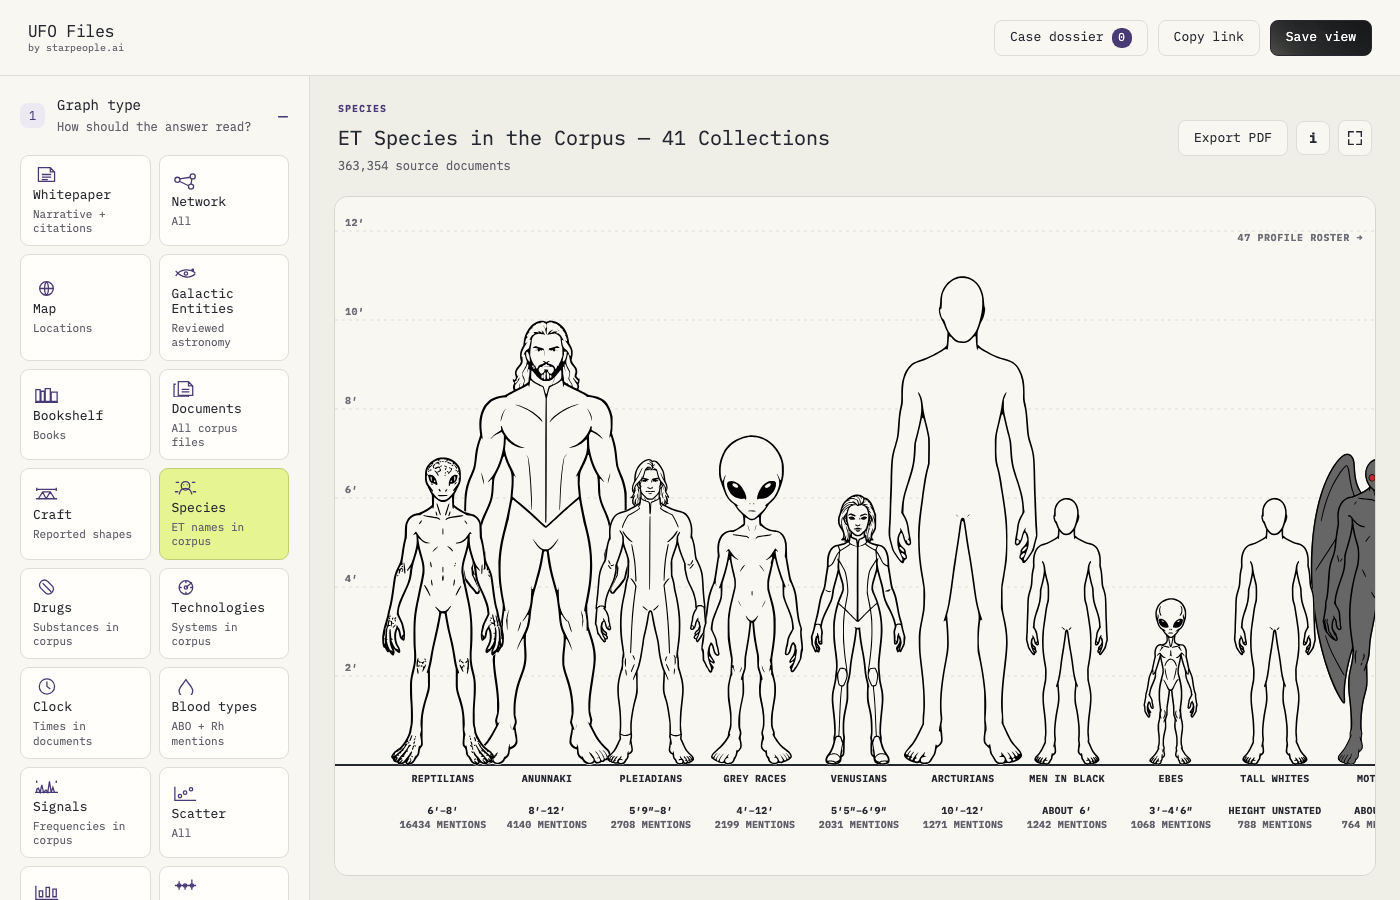 UFO Files
by starpeople.ai
Case dossier 0
Copy link
Save view
1
Graph type
How should the answer read?
Whitepaper
Narrative +
citations
Network
All
Map
Locations
Galactic
Entities
Reviewed
astronomy
Bookshelf
Books
Documents
All corpus
files
Craft
Reported shapes
Species
ET names in
corpus
Drugs
Substances in
corpus
Technologies
Systems in
corpus
Clock
Times in
documents
Blood types
ABO + Rh
mentions
Signals
Frequencies in
corpus
Scatter
All
SPECIES
ET Species in the Corpus — 41 Collections
363,354 source documents
Export PDF
i
47 PROFILE ROSTER →
12′
10′
8′
6′
4′
2′
REPTILIANS
6′–8′
16434 MENTIONS
ANUNNAKI
8′–12′
4140 MENTIONS
PLEIADIANS
5′9″–8′
2708 MENTIONS
GREY RACES
4′–12′
2199 MENTIONS
VENUSIANS
5′5″–6′9″
2031 MENTIONS
ARCTURIANS
10′–12′
1271 MENTIONS
MEN IN BLACK
ABOUT 6′
1242 MENTIONS
EBES
3′–4′6″
1068 MENTIONS
TALL WHITES
HEIGHT UNSTATED
788 MENTIONS
MOT
ABOU
764 ME